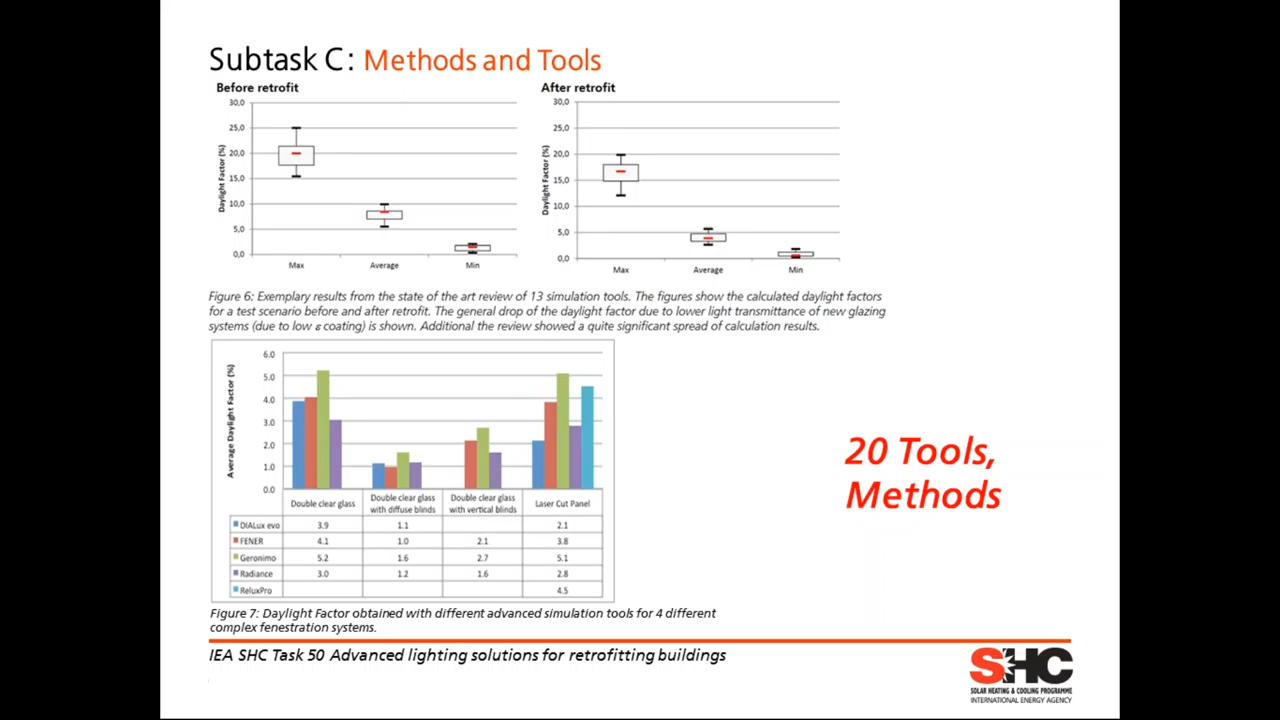 Subtask C: Methods and Tools
Before retrofit
30,0
25,0
20,0
15,0
10,0
5,0
0,0
Daylight Factor (%)
Max Average Min
After retrofit
30,0
25,0
20,0
15,0
10,0
5,0
0,0
Daylight Factor (%)
Max Average Min
Figure 6: Exemplary results from the state of the art review of 13 simulation tools. The figures show the calculated daylight factors
for a test scenario before and after retrofit. The general drop of the daylight factor due to lower light transmittance of new glazing
systems (due to low ε coating) is shown. Additional the review showed a quite significant spread of calculation results.
6.0
5.0
4.0
3.0
2.0
1.0
0.0
Average Daylight Factor (%)
Double clear glass
Double clear glass
with diffuse blinds
Double clear glass
with vertical blinds
Laser Cut Panel
DIALux evo 3.9 1.1 2.1
FENER 4.1 1.0 2.1 3.8
Geronimo 5.2 1.6 2.7 5.1
Radiance 3.0 1.2 1.6 2.8
ReluxPro 4.5
20 Tools,
Methods
Figure 7: Daylight Factor obtained with different advanced simulation tools for 4 different
complex fenestration systems.
IEA SHC Task 50 Advanced lighting solutions for retrofitting buildings
SHC
SOLAR HEATING & COOLING PROGRAMME
INTERNATIONAL ENERGY AGENCY